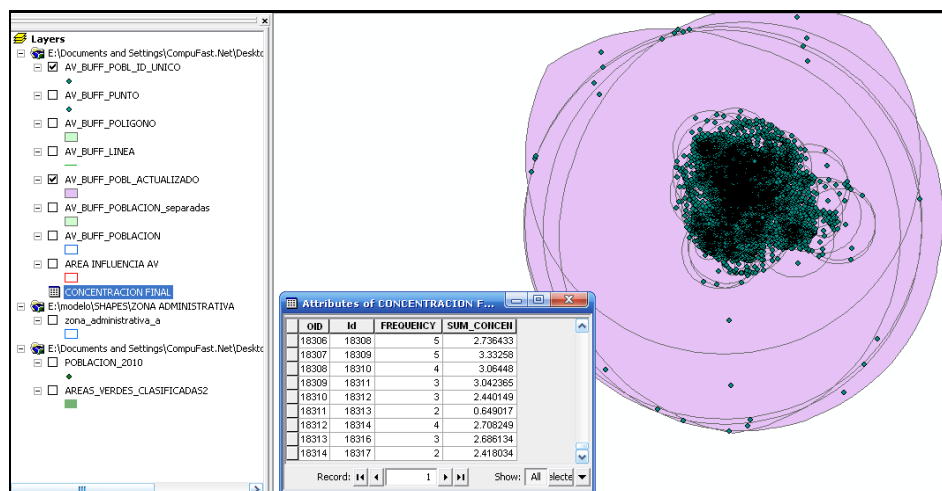 Layers
E:\Documents and Settings\CompuFast.Net\Deskto
AV_BUFF_POBL_ID_UNICO
AV_BUFF_PUNTO
AV_BUFF_POLIGONO
AV_BUFF_LINEA
AV_BUFF_POBL_ACTUALIZADO
AV_BUFF_POBLACION_separadas
AV_BUFF_POBLACION
AREA INFLUENCIA AV
CONCENTRACION FINAL
E:\modelo\SHAPES\ZONA ADMINISTRATIVA
zona_administrativa_a
E:\Documents and Settings\CompuFast.Net\Deskto
POBLACION_2010
AREAS_VERDES_CLASIFICADAS2
Attributes of CONCENTRACION F...
OID Id FREQUENCY SUM_CONCEN
18306 18308 5 2.736433
18307 18309 5 3.33258
18308 18310 4 3.06448
18309 18311 3 3.042365
18310 18312 3 2.440149
18311 18313 2 0.649017
18312 18314 4 2.708249
18313 18316 3 2.686134
18314 18317 2 2.418034
Record: 1 Show: All electe